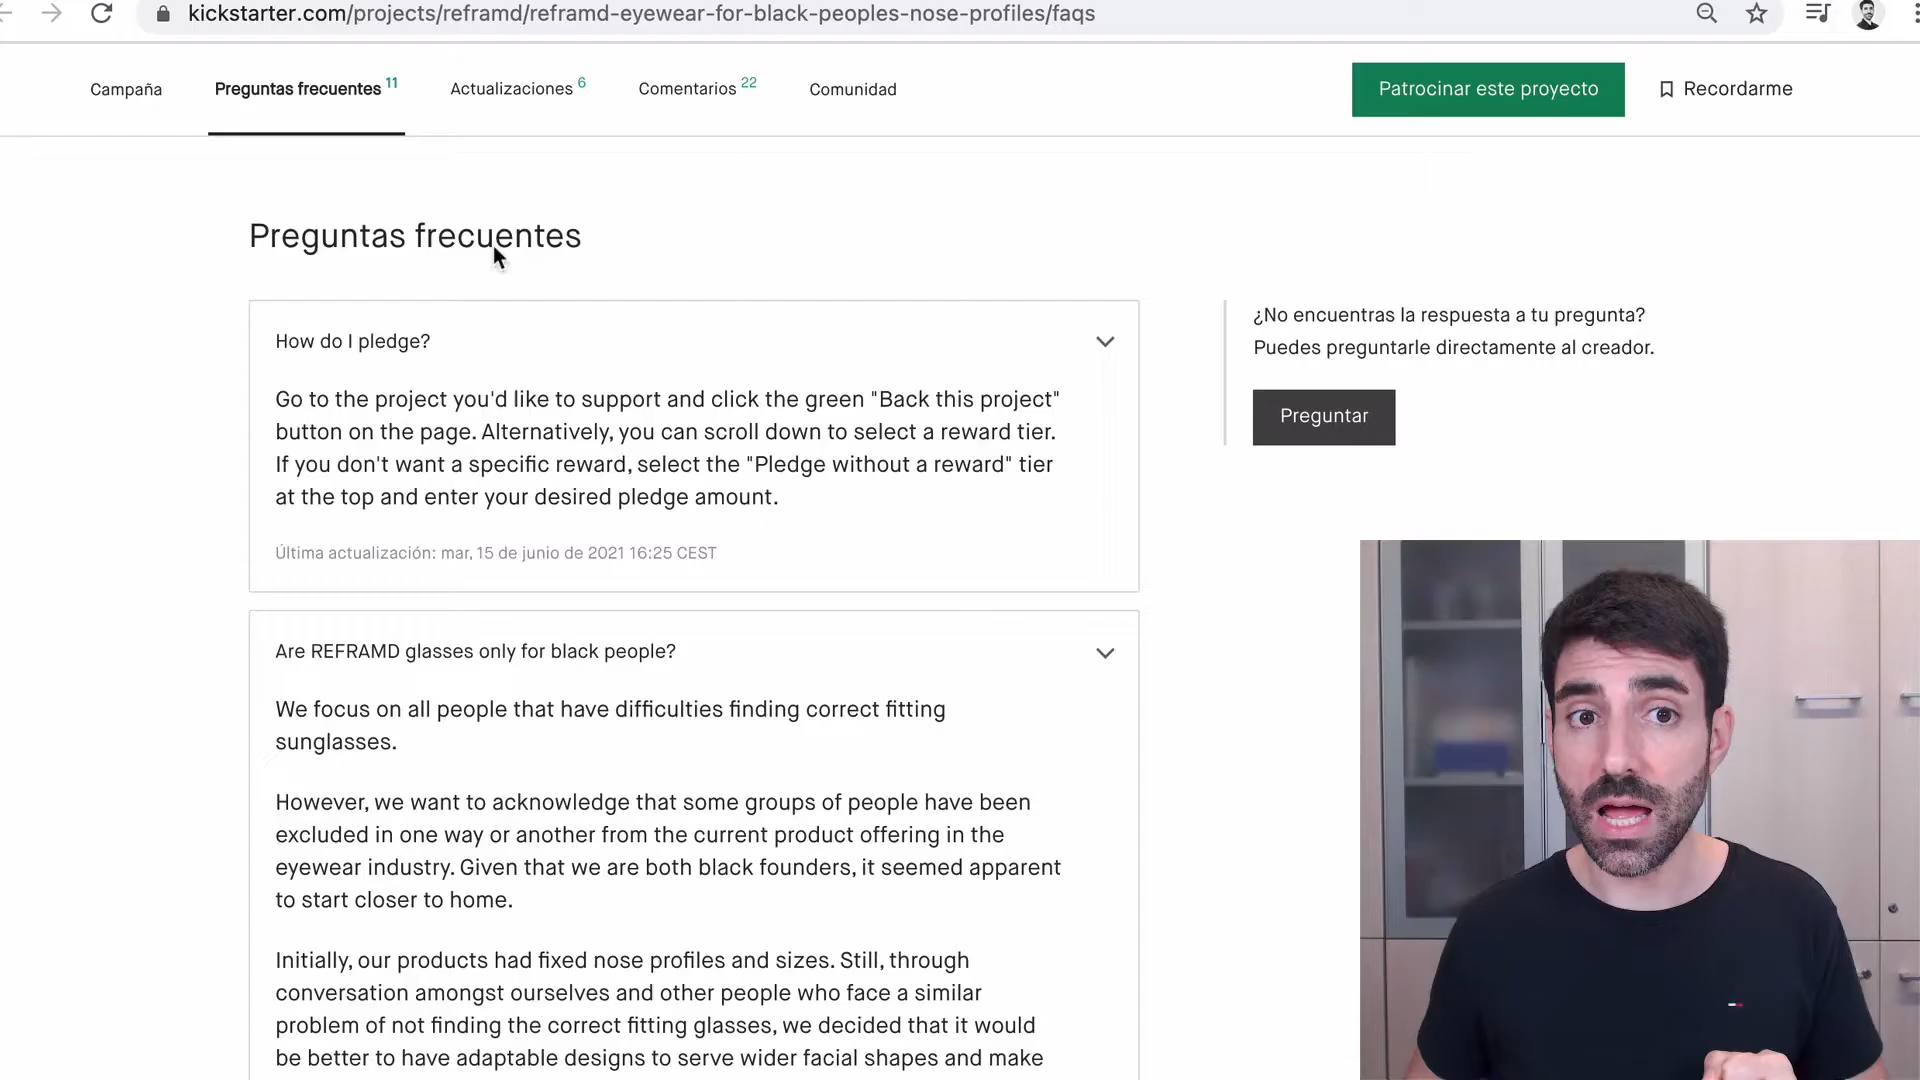 kickstarter.com/projects/reframd/reframd-eyewear-for-black-peoples-nose-profiles/faqs
Campaña
Preguntas frecuentes 11
Actualizaciones 6
Comentarios 22
Comunidad
Patrocinar este proyecto
Recordarme
Preguntas frecuentes
How do I pledge?
Go to the project you'd like to support and click the green "Back this project"
button on the page. Alternatively, you can scroll down to select a reward tier.
If you don't want a specific reward, select the "Pledge without a reward" tier
at the top and enter your desired pledge amount.
Última actualización: mar, 15 de junio de 2021 16:25 CEST
¿No encuentras la respuesta a tu pregunta?
Puedes preguntarle directamente al creador.
Preguntar
Are REFRAMD glasses only for black people?
We focus on all people that have difficulties finding correct fitting
sunglasses.
However, we want to acknowledge that some groups of people have been
excluded in one way or another from the current product offering in the
eyewear industry. Given that we are both black founders, it seemed apparent
to start closer to home.
Initially, our products had fixed nose profiles and sizes. Still, through
conversation amongst ourselves and other people who face a similar
problem of not finding the correct fitting glasses, we decided that it would
be better to have adaptable designs to serve wider facial shapes and make